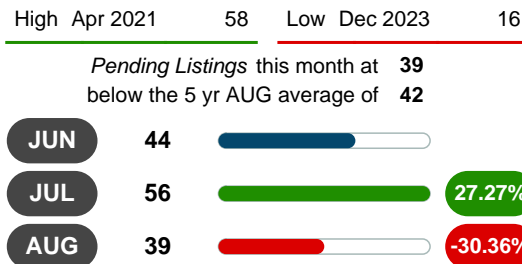 High Apr 2021 58 Low Dec 2023 16
Pending Listings this month at 39
below the 5 yr AUG average of 42
JUN 44
JUL 56 27.27%
AUG 39 -30.36%